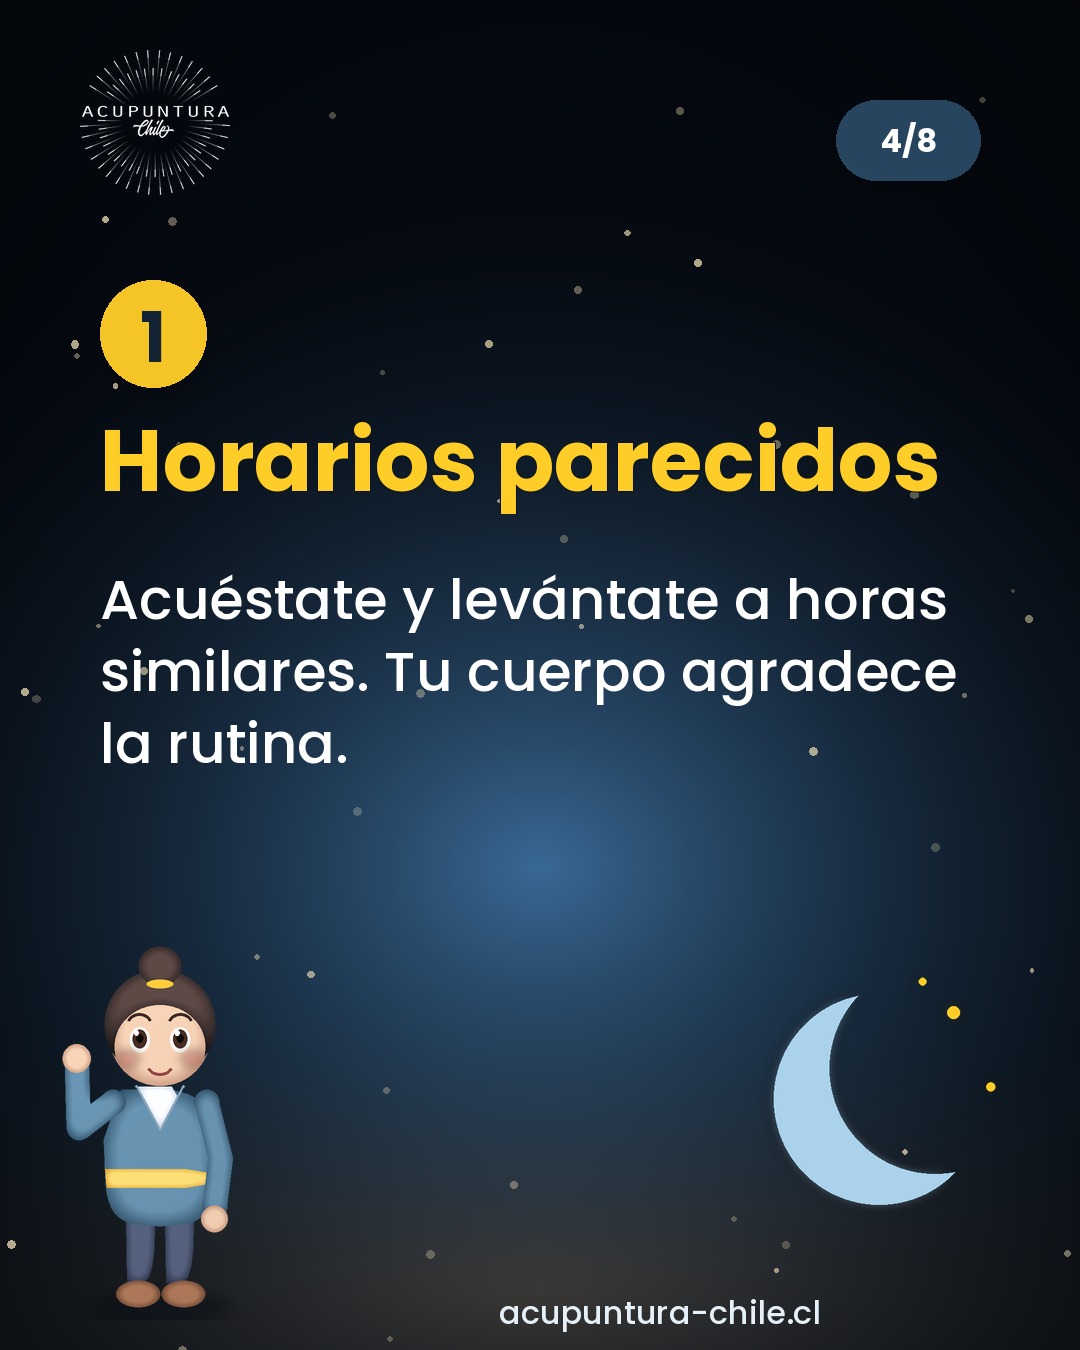 ACUPUNTURA
Chile
4/8
1
Horarios parecidos
Acuéstate y levántate a horas
similares. Tu cuerpo agradece
la rutina.
acupuntura-chile.cl